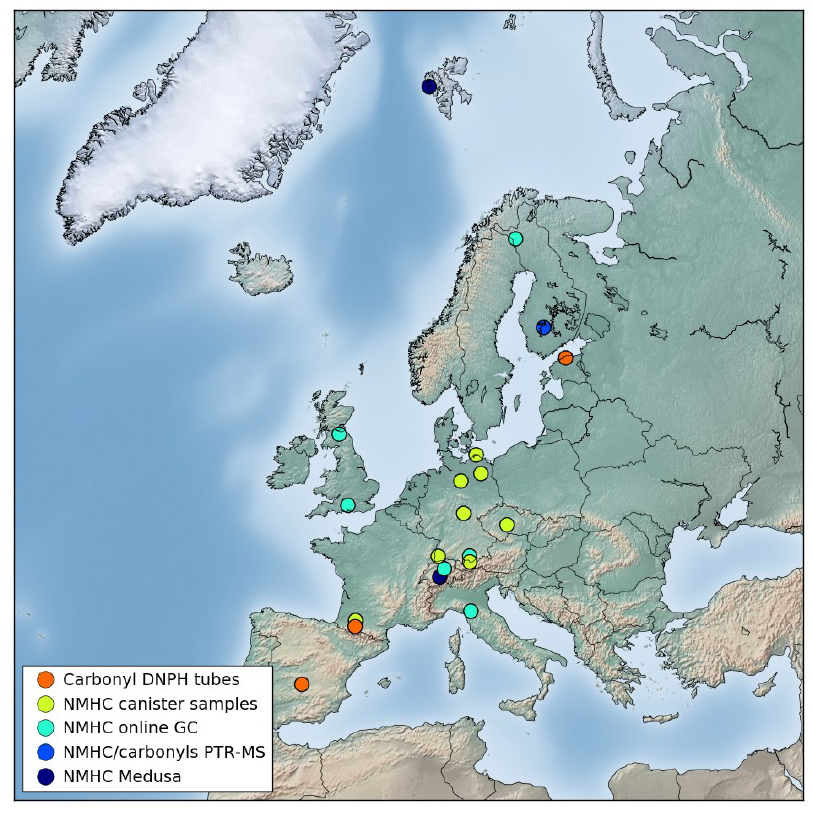 Carbonyl DNPH tubes
NMHC canister samples
NMHC online GC
NMHC/carbonyls PTR-MS
NMHC Medusa